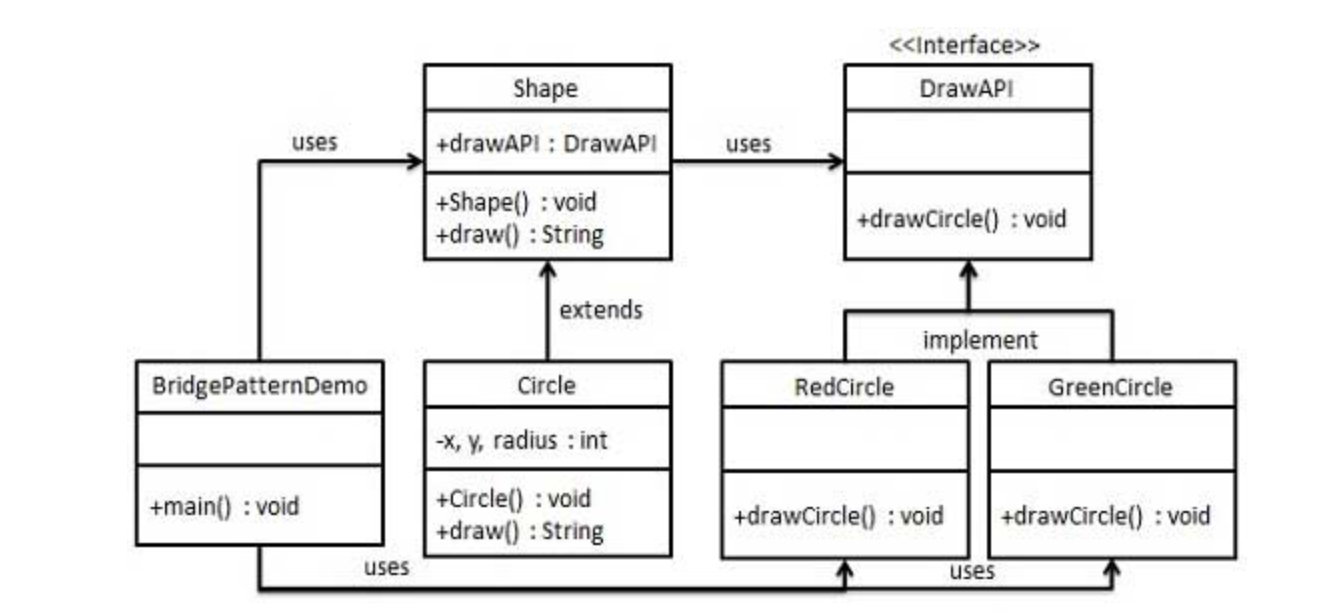 <<Interface>>
Shape
DrawAPI
uses
+drawAPI : DrawAPI
uses
+Shape() : void
+draw() : String
+drawCircle() : void
extends
implement
BridgePatternDemo
Circle
RedCircle
GreenCircle
-x, y, radius : int
+main() : void
+Circle() : void
+draw() : String
+drawCircle() : void
+drawCircle() : void
uses
uses